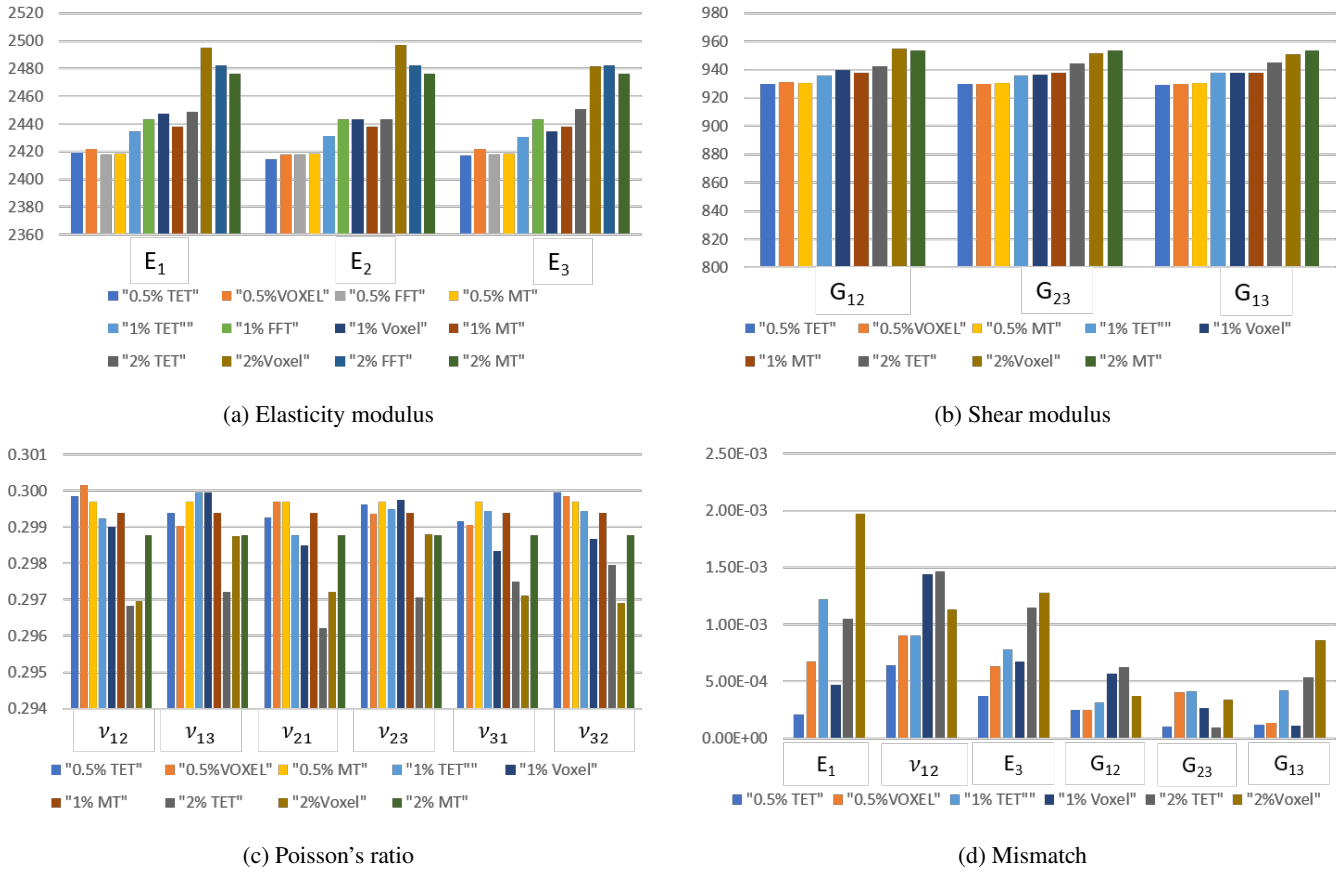 2520
2500
2480
2460
2440
2420
2400
2380
2360
E1 E2 E3
"0.5% TET" "0.5%VOXEL" "0.5% FFT" "0.5% MT"
"1% TET"" "1% FFT" "1% Voxel" "1% MT"
"2% TET" "2%Voxel" "2% FFT" "2% MT"
(a) Elasticity modulus
980
960
940
920
900
880
860
840
820
800
G12 G23 G13
"0.5% TET" "0.5%VOXEL" "0.5% MT" "1% TET"" "1% Voxel"
"1% MT" "2% TET" "2%Voxel" "2% MT"
(b) Shear modulus
0.301
0.300
0.299
0.298
0.297
0.296
0.295
0.294
ν12 ν13 ν21 ν23 ν31 ν32
"0.5% TET" "0.5%VOXEL" "0.5% MT" "1% TET"" "1% Voxel"
"1% MT" "2% TET" "2%Voxel" "2% MT"
(c) Poisson's ratio
2.50E-03
2.00E-03
1.50E-03
1.00E-03
5.00E-04
0.00E+00
E1 ν12 E3 G12 G23 G13
"0.5% TET" "0.5%VOXEL" "1% TET"" "1% Voxel" "2% TET" "2%Voxel"
(d) Mismatch